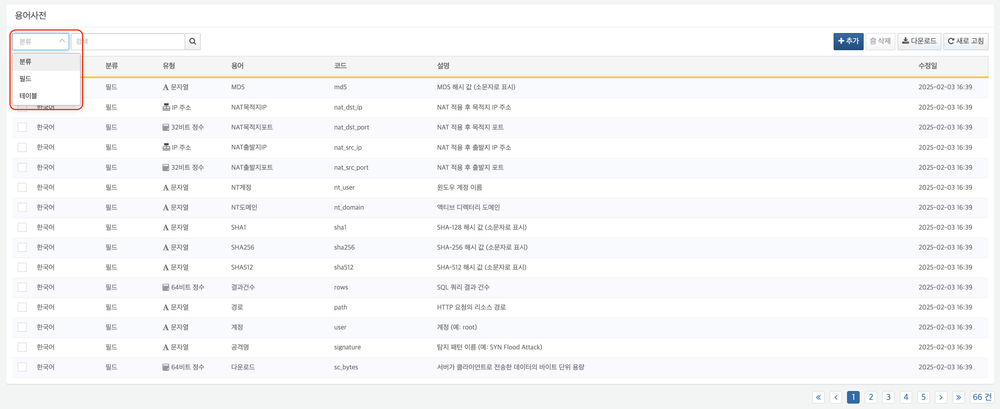 용어사전
분류 검색 추가 삭제 다운로드 새로 고침
분류
필드
테이블
분류 유형 용어 코드 설명 수정일
필드 문자열 MD5 md5 MD5 해시 값 (소문자로 표시) 2025-02-03 16:39
한국어 필드 IP 주소 NAT목적지IP nat_dst_ip NAT 적용 후 목적지 IP 주소 2025-02-03 16:39
한국어 필드 32비트 정수 NAT목적지포트 nat_dst_port NAT 적용 후 목적지 포트 2025-02-03 16:39
한국어 필드 IP 주소 NAT출발지IP nat_src_ip NAT 적용 후 출발지 IP 주소 2025-02-03 16:39
한국어 필드 32비트 정수 NAT출발지포트 nat_src_port NAT 적용 후 출발지 포트 2025-02-03 16:39
한국어 필드 문자열 NT계정 nt_user 윈도우 계정 이름 2025-02-03 16:39
한국어 필드 문자열 NT도메인 nt_domain 액티브 디렉터리 도메인 2025-02-03 16:39
한국어 필드 문자열 SHA1 sha1 SHA-128 해시 값 (소문자로 표시) 2025-02-03 16:39
한국어 필드 문자열 SHA256 sha256 SHA-256 해시 값 (소문자로 표시) 2025-02-03 16:39
한국어 필드 문자열 SHA512 sha512 SHA-512 해시 값 (소문자로 표시) 2025-02-03 16:39
한국어 필드 64비트 정수 결과건수 rows SQL 쿼리 결과 건수 2025-02-03 16:39
한국어 필드 문자열 경로 path HTTP 요청의 리소스 경로 2025-02-03 16:39
한국어 필드 문자열 계정 user 계정 (예: root) 2025-02-03 16:39
한국어 필드 문자열 공격명 signature 탐지 패턴 이름 (예: SYN Flood Attack) 2025-02-03 16:39
한국어 필드 64비트 정수 다운로드 sc_bytes 서버가 클라이언트로 전송한 데이터의 바이트 단위 용량 2025-02-03 16:39
« ‹ 1 2 3 4 5 › » 66 건